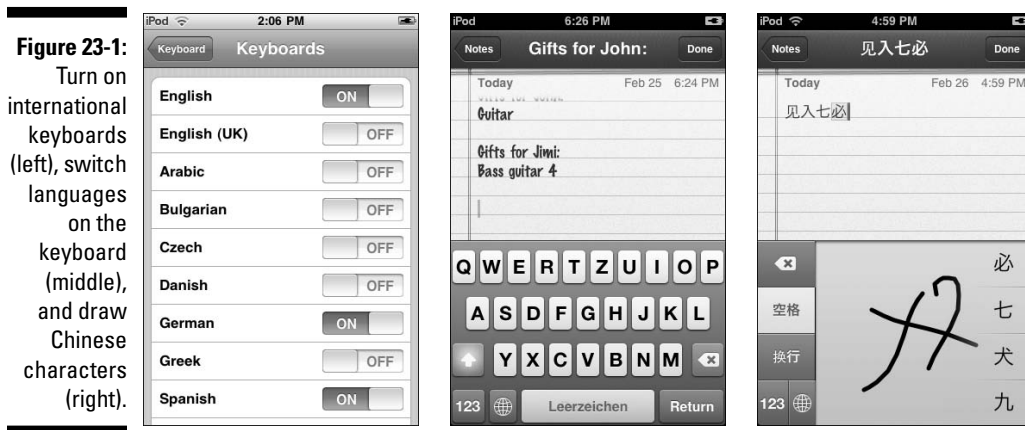 Figure 23-1:
Turn on
international
keyboards
(left), switch
languages
on the
keyboard
(middle),
and draw
Chinese
characters
(right).
iPod 2:06 PM
Keyboard Keyboards
English ON
English (UK) OFF
Arabic OFF
Bulgarian OFF
Czech OFF
Danish OFF
German ON
Greek OFF
Spanish ON
iPod 6:26 PM
Notes Gifts for John: Done
Today Feb 25 6:24 PM
Guitar
Gifts for Jimi:
Bass guitar 4
Q W E R T Z U I O P
A S D F G H J K L
Y X C V B N M
123 Leerzeichen Return
iPod 4:59 PM
Notes 见入七必 Done
Today Feb 26 4:59 PM
见入七必
必
空格 七
换行 犬
123 九